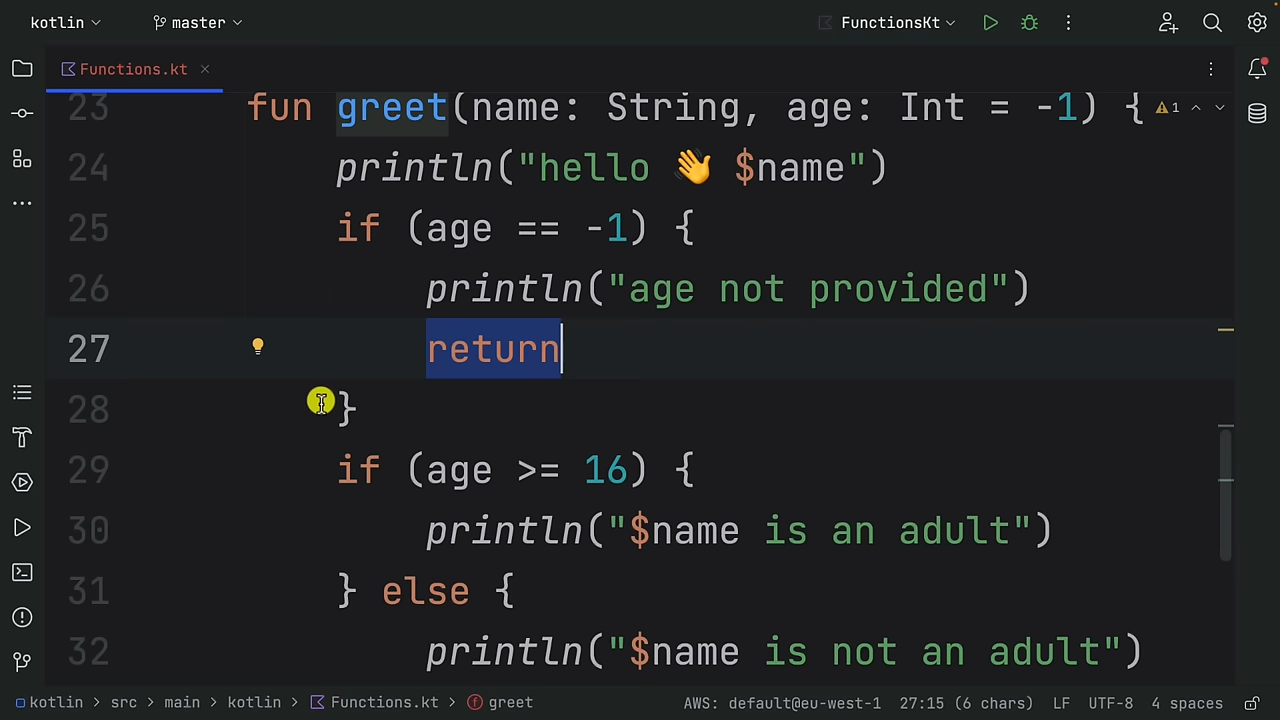 kotlin master FunctionsKt
Functions.kt
23 fun greet(name: String, age: Int = -1) { 1
24 println("hello 👋 $name")
25 if (age == -1) {
26 println("age not provided")
27 return
28 }
29 if (age >= 16) {
30 println("$name is an adult")
31 } else {
32 println("$name is not an adult")
kotlin > src > main > kotlin > Functions.kt > f greet AWS: default@eu-west-1 27:15 (6 chars) LF UTF-8 4 spaces